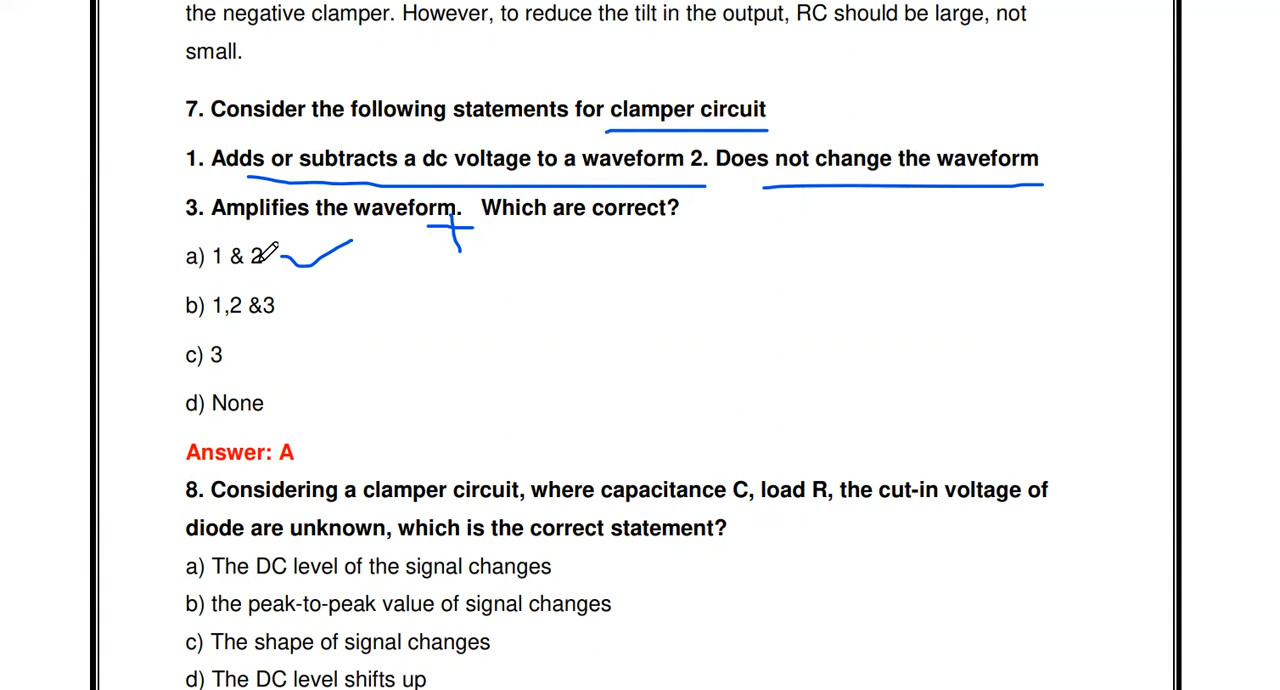 the negative clamper. However, to reduce the tilt in the output, RC should be large, not
small.
7. Consider the following statements for clamper circuit
1. Adds or subtracts a dc voltage to a waveform 2. Does not change the waveform
3. Amplifies the waveform. Which are correct?
a) 1 & 2
b) 1,2 &3
c) 3
d) None
Answer: A
8. Considering a clamper circuit, where capacitance C, load R, the cut-in voltage of
diode are unknown, which is the correct statement?
a) The DC level of the signal changes
b) the peak-to-peak value of signal changes
c) The shape of signal changes
d) The DC level shifts up